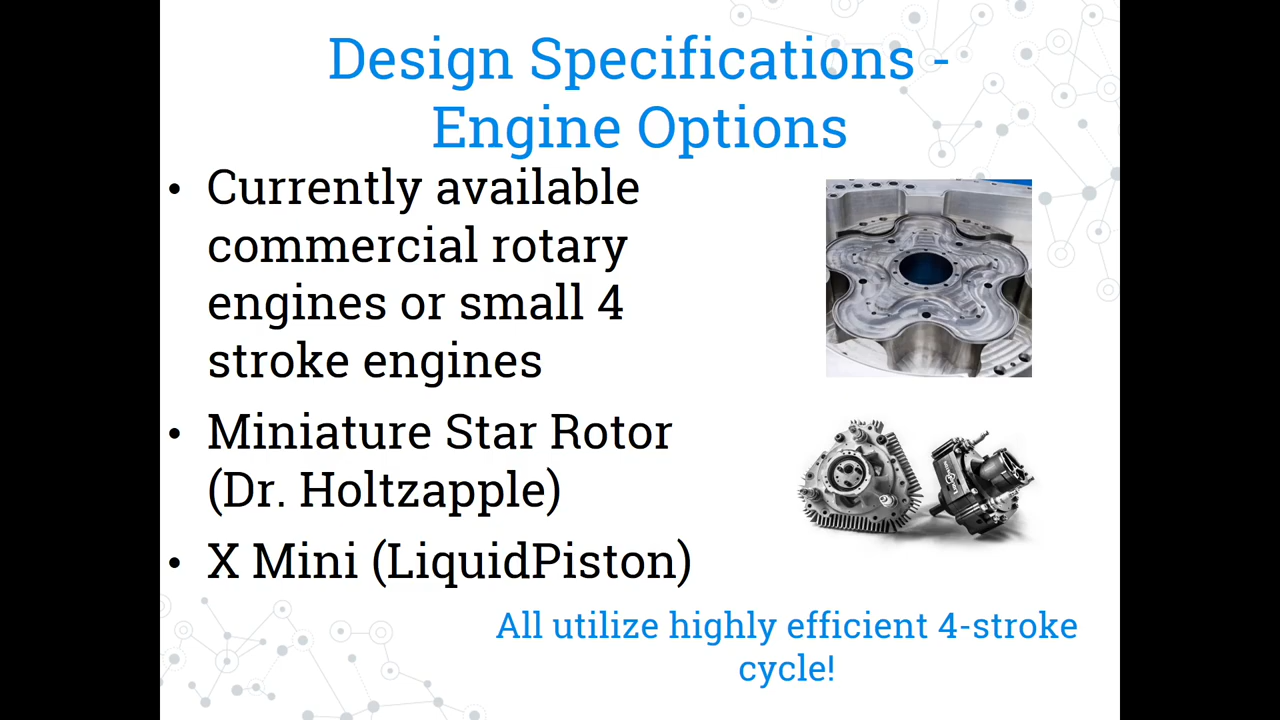 Design Specifications -
Engine Options
• Currently available
commercial rotary
engines or small 4
stroke engines
• Miniature Star Rotor
(Dr. Holtzapple)
• X Mini (LiquidPiston)
All utilize highly efficient 4-stroke
cycle!